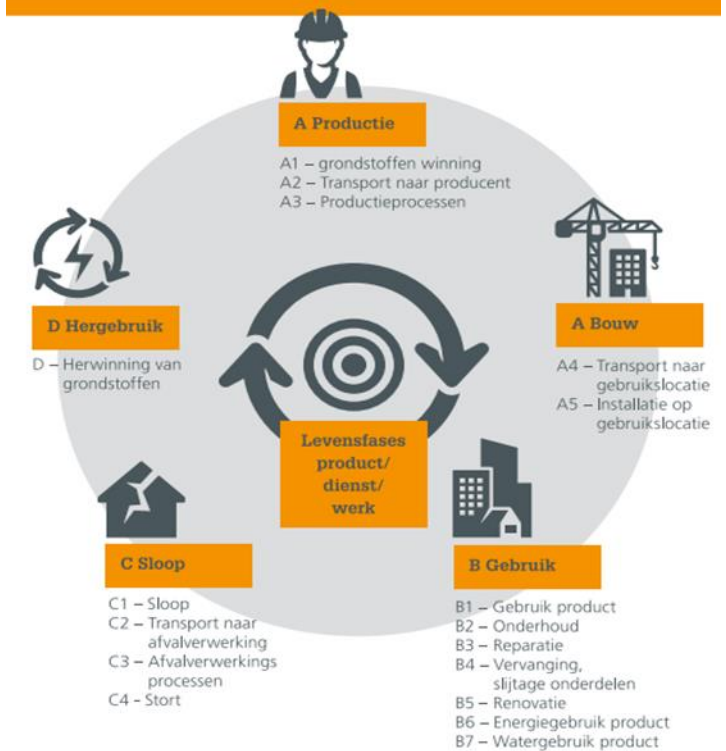 A Productie
A1 – grondstoffen winning
A2 – Transport naar producent
A3 – Productieprocessen
A Bouw
A4 – Transport naar
gebruikslocatie
A5 – Installatie op
gebruikslocatie
B Gebruik
B1 – Gebruik product
B2 – Onderhoud
B3 – Reparatie
B4 – Vervanging,
slijtage onderdelen
B5 – Renovatie
B6 – Energiegebruik product
B7 – Watergebruik product
C Sloop
C1 – Sloop
C2 – Transport naar
afvalverwerking
C3 – Afvalverwerkings
processen
C4 - Stort
D Hergebruik
D – Herwinning van
grondstoffen
Levensfases
product/
dienst/
werk